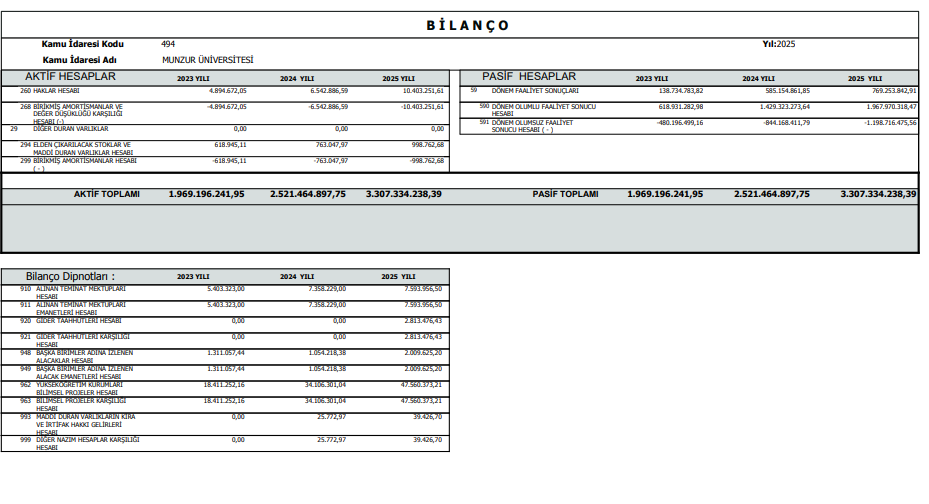 BİLANÇO
Kamu İdaresi Kodu 494 Yıl:2025
Kamu İdaresi Adı MUNZUR ÜNİVERSİTESİ
AKTİF HESAPLAR 2023 YILI 2024 YILI 2025 YILI
260 HAKLAR HESABI 4.894.672,05 6.542.886,59 10.403.251,61
268 BİRİKMİŞ AMORTİSMANLAR VE -4.894.672,05 -6.542.886,59 -10.403.251,61
DEĞER DÜŞÜKLÜĞÜ KARŞILIĞI
HESABI (-)
29 DİĞER DURAN VARLIKLAR 0,00 0,00 0,00
294 ELDEN ÇIKARILACAK STOKLAR VE 618.945,11 763.047,97 998.762,68
MADDİ DURAN VARLIKLAR HESABI
299 BİRİKMİŞ AMORTİSMANLAR HESABI -618.945,11 -763.047,97 -998.762,68
( - )
PASİF HESAPLAR 2023 YILI 2024 YILI 2025 YILI
59 DÖNEM FAALİYET SONUÇLARI 138.734.783,82 585.154.861,85 769.253.842,91
590 DÖNEM OLUMLU FAALİYET SONUCU 618.931.282,98 1.429.323.273,64 1.967.970.318,47
HESABI
591 DÖNEM OLUMSUZ FAALİYET -480.196.499,16 -844.168.411,79 -1.198.716.475,56
SONUCU HESABI ( - )
AKTİF TOPLAMI 1.969.196.241,95 2.521.464.897,75 3.307.334.238,39 PASİF TOPLAMI 1.969.196.241,95 2.521.464.897,75 3.307.334.238,39
Bilanço Dipnotları : 2023 YILI 2024 YILI 2025 YILI
910 ALINAN TEMİNAT MEKTUPLARI 5.403.323,00 7.358.229,00 7.593.956,50
HESABI
911 ALINAN TEMİNAT MEKTUPLARI 5.403.323,00 7.358.229,00 7.593.956,50
EMANETLERİ HESABI
920 GİDER TAAHHÜTLERİ HESABI 0,00 0,00 2.813.476,43
921 GİDER TAAHHÜTLERİ KARŞILIĞI 0,00 0,00 2.813.476,43
HESABI
948 BAŞKA BİRİMLER ADINA İZLENEN 1.311.057,44 1.054.218,38 2.009.625,20
ALACAKLAR HESABI
949 BAŞKA BİRİMLER ADINA İZLENEN 1.311.057,44 1.054.218,38 2.009.625,20
ALACAK EMANETLERİ HESABI
962 YÜKSEKÖĞRETİM KURUMLARI 18.411.252,16 34.106.301,04 47.560.373,21
BİLİMSEL PROJELER HESABI
963 BİLİMSEL PROJELER KARŞILIĞI 18.411.252,16 34.106.301,04 47.560.373,21
HESABI
993 MADDİ DURAN VARLIKLARIN KİRA 0,00 25.772,97 39.426,70
VE İRTİFAK HAKKI GELİRLERİ
HESABI
999 DİĞER NAZIM HESAPLAR KARŞILIĞI 0,00 25.772,97 39.426,70
HESABI